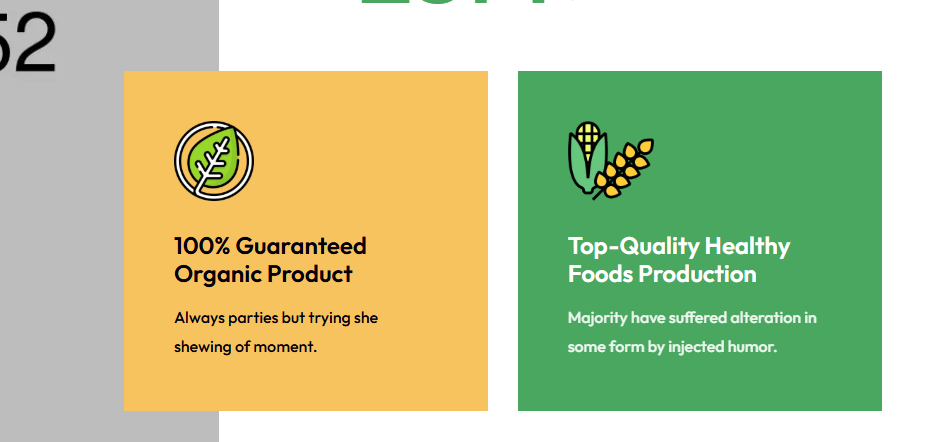 52
100% Guaranteed
Organic Product
Always parties but trying she
shewing of moment.
Top-Quality Healthy
Foods Production
Majority have suffered alteration in
some form by injected humor.